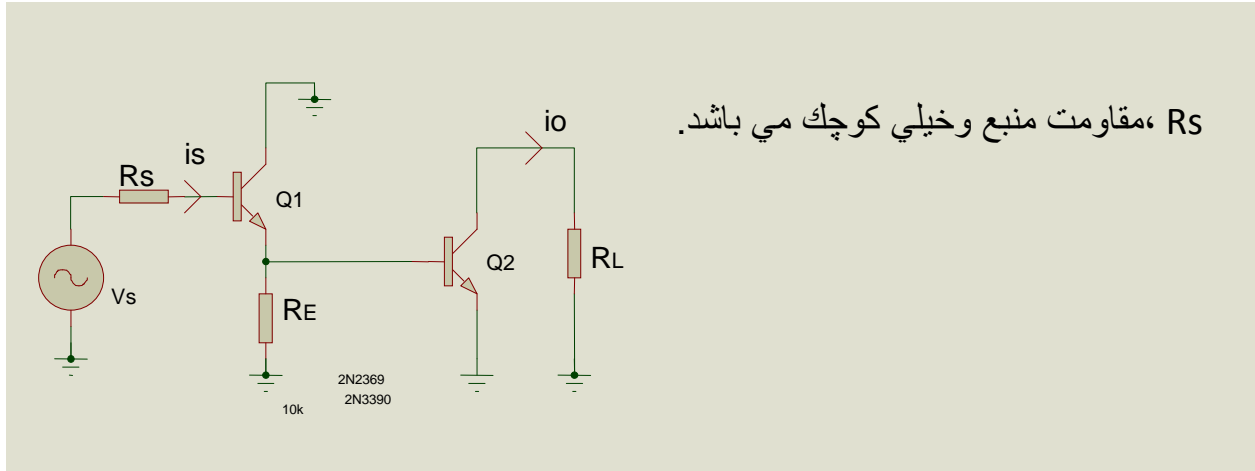 Rs ،مقاومت منبع وخيلي كوچك مي باشد.
io
is
Rs
Q1
Q2
RL
Vs
RE
2N2369
2N3390
10k